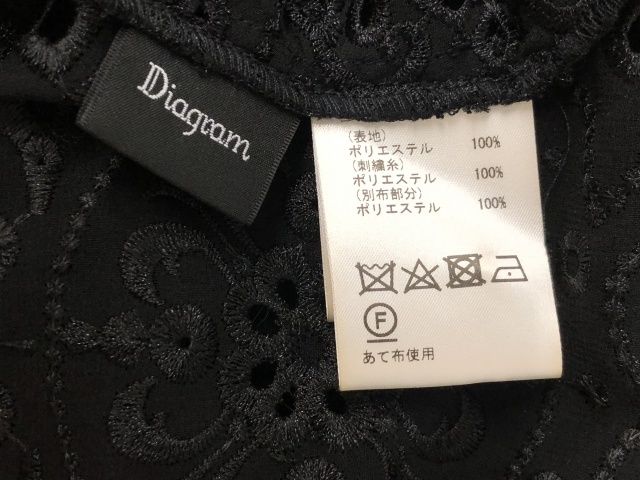 Diagram
(表地)
ポリエステル 100%
(刺繍糸)
ポリエステル 100%
(別布部分)
ポリエステル 100%
F
あて布使用